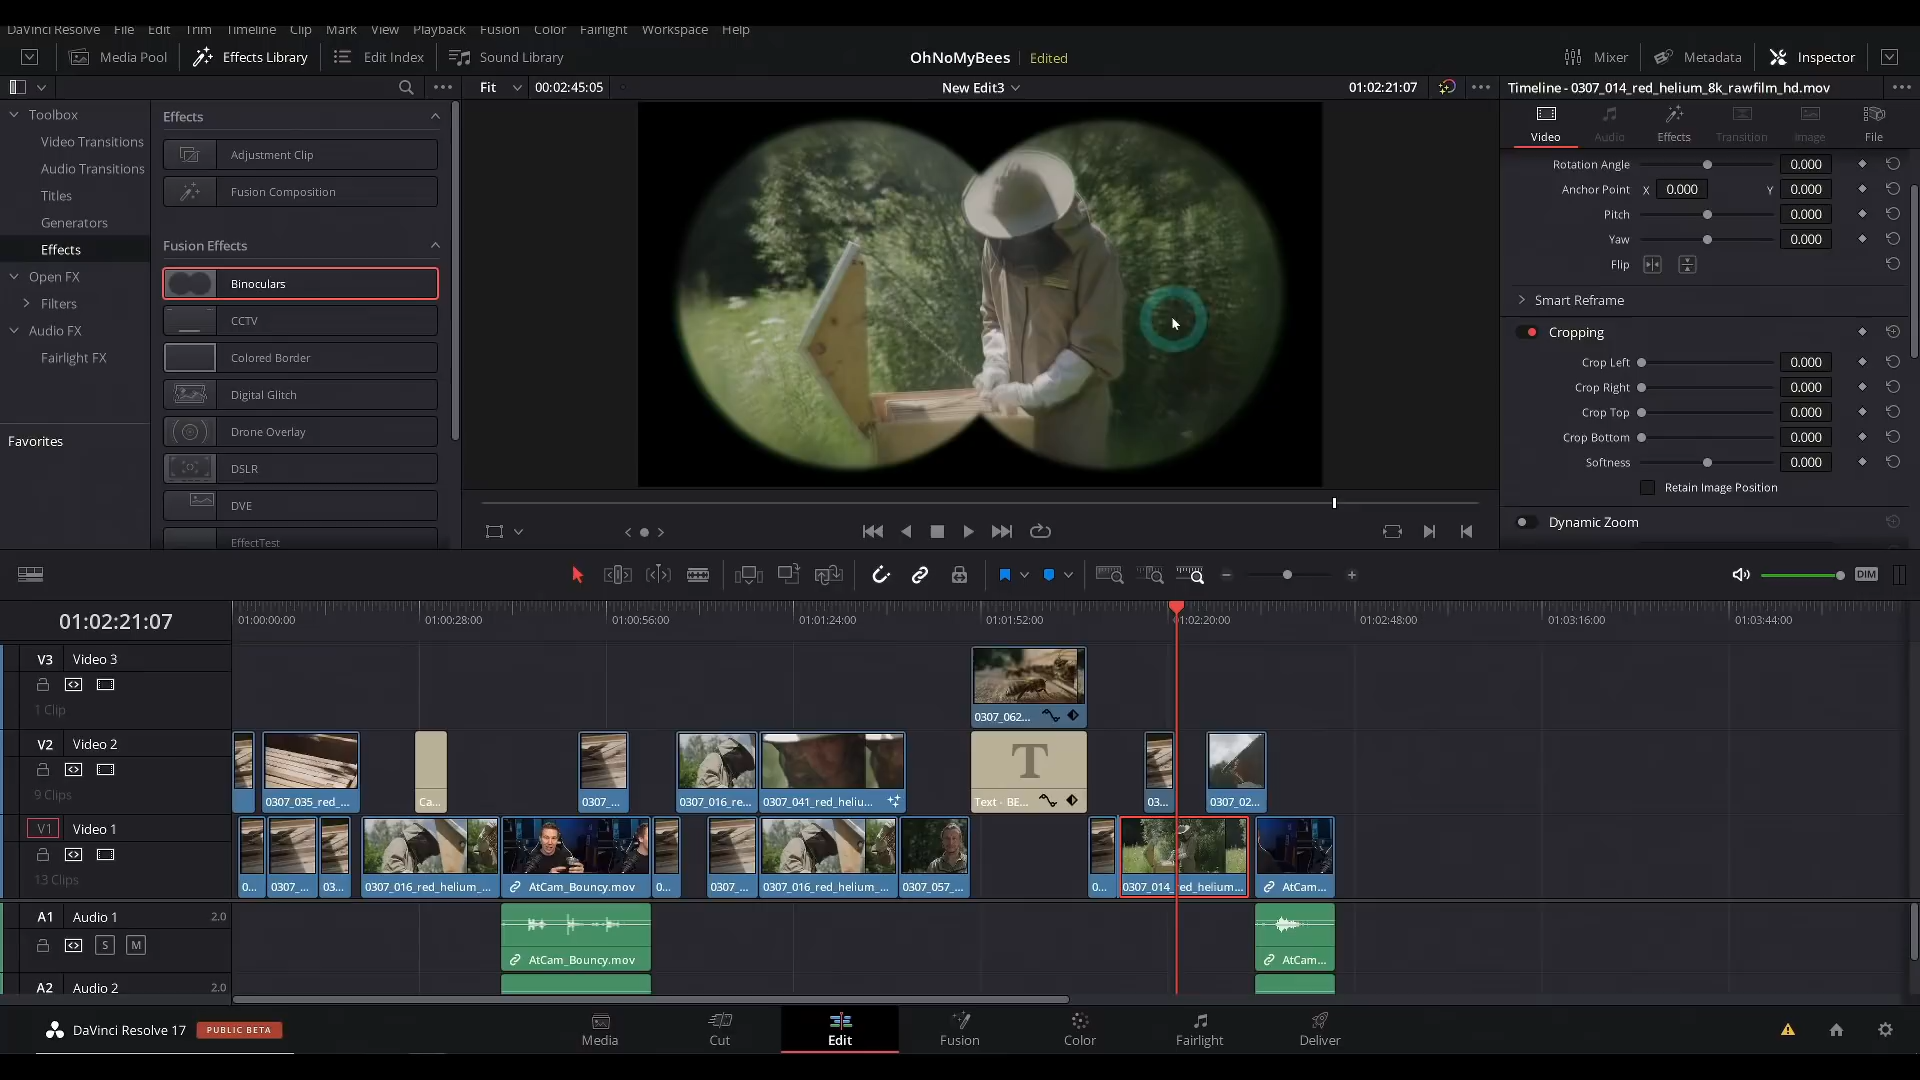 DaVinci Resolve File Edit Trim Timeline Clip Mark View Playback Fusion Color Fairlight Workspace Help
Media Pool Effects Library Edit Index Sound Library OhNoMyBees Edited Mixer Metadata Inspector
Fit 00:02:45:05 New Edit3 01:02:21:07 Timeline - 0307_014_red_helium_8k_rawfilm_hd.mov
Toolbox
Video Transitions
Audio Transitions
Titles
Generators
Effects
Open FX
Filters
Audio FX
Fairlight FX
Favorites
Effects
Adjustment Clip
Fusion Composition
Fusion Effects
Binoculars
CCTV
Colored Border
Digital Glitch
Drone Overlay
DSLR
DVE
EffectTest
Video Audio Effects Transition Image File
Rotation Angle 0.000
Anchor Point X 0.000 Y 0.000
Pitch 0.000
Yaw 0.000
Flip
Smart Reframe
Cropping
Crop Left 0.000
Crop Right 0.000
Crop Top 0.000
Crop Bottom 0.000
Softness 0.000
Retain Image Position
Dynamic Zoom
DIM
01:02:21:07
01:00:00:00 01:00:28:00 01:00:56:00 01:01:24:00 01:01:52:00 01:02:20:00 01:02:48:00 01:03:16:00 01:03:44:00
V3 Video 3
1 Clip
0307_062...
V2 Video 2
9 Clips
T
0307_035_red_... Ca... 0307_... 0307_016_re... 0307_041_red_heliu... Text - BE... 03... 0307_02...
V1 Video 1
13 Clips
0... 0307_... 03... 0307_016_red_helium_... AtCam_Bouncy.mov 0... 0307_... 0307_016_red_helium_... 0307_057_... 0... 0307_014_red_helium... AtCam...
A1 Audio 1 2.0
S M
AtCam_Bouncy.mov AtCam...
A2 Audio 2 2.0
DaVinci Resolve 17 PUBLIC BETA
Media Cut Edit Fusion Color Fairlight Deliver